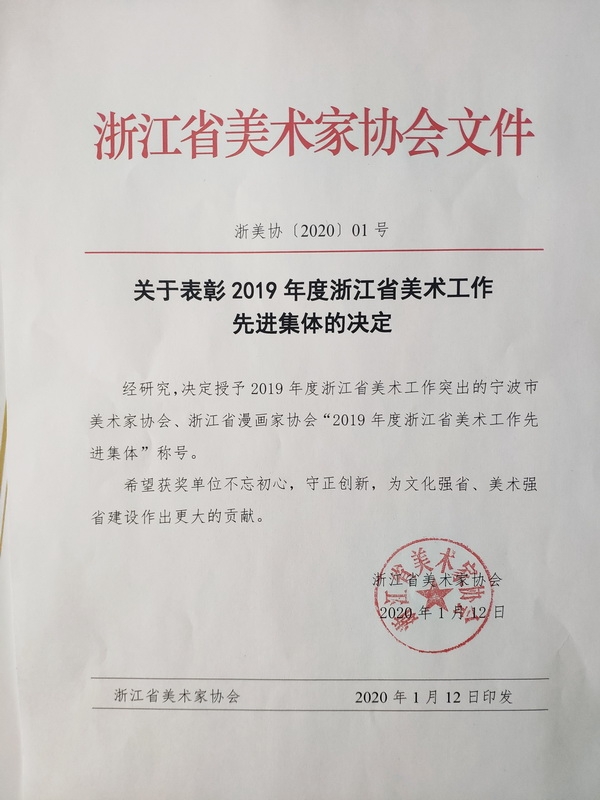 浙江省美术家协会文件
浙美协〔2020〕01号
关于表彰2019年度浙江省美术工作
先进集体的决定
经研究,决定授予2019年度浙江省美术工作突出的宁波市
美术家协会、浙江省漫画家协会“2019年度浙江省美术工作先
进集体”称号。
希望获奖单位不忘初心，守正创新，为文化强省、美术强
省建设作出更大的贡献。
浙江省美术家协会
浙江省美术家协会
2020年1月12日
浙江省美术家协会 2020年1月12日印发